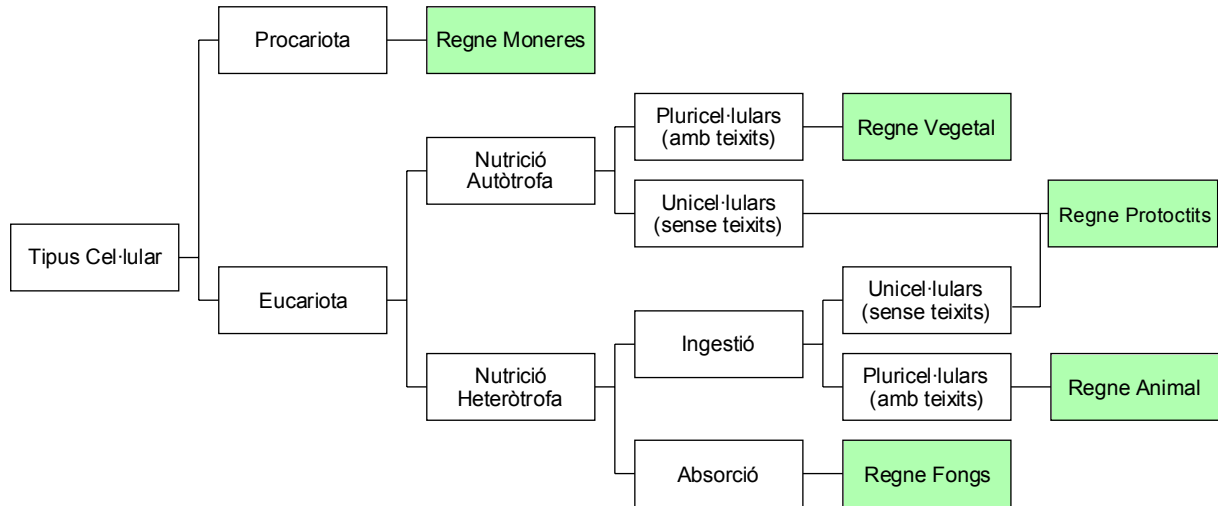 Procariota
Regne Moneres
Pluricel·lulars
(amb teixits)
Regne Vegetal
Nutrició
Autòtrofa
Unicel·lulars
(sense teixits)
Regne Protoctits
Tipus Cel·lular
Eucariota
Unicel·lulars
(sense teixits)
Ingestió
Nutrició
Heteròtrofa
Pluricel·lulars
(amb teixits)
Regne Animal
Absorció
Regne Fongs